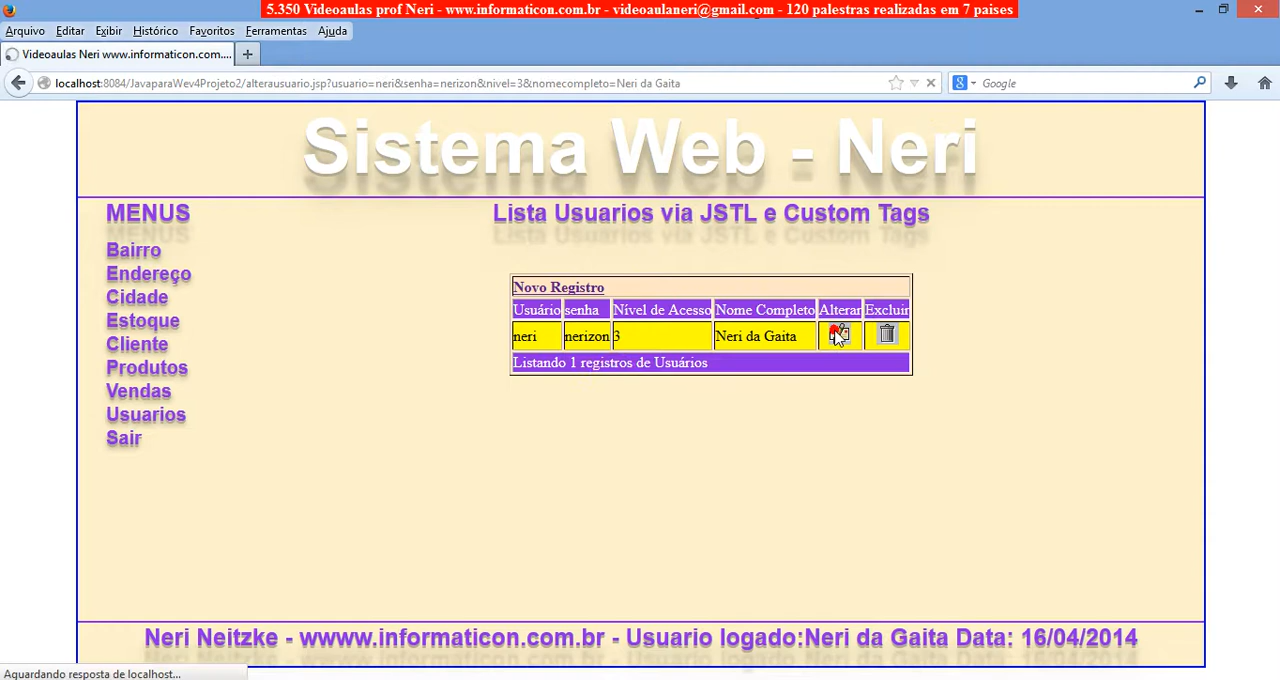 5.350 Videoaulas prof Neri - www.informaticon.com.br - videoaulaneri@gmail.com - 120 palestras realizadas em 7 paises
Arquivo Editar Exibir Histórico Favoritos Ferramentas Ajuda
Videoaulas Neri www.informaticon.com....
localhost:8084/JavaparaWev4Projeto2/alterausuario.jsp?usuario=neri&senha=nerizon&nivel=3&nomecompleto=Neri da Gaita
Google
Sistema Web - Neri
MENUS
Bairro
Endereço
Cidade
Estoque
Cliente
Produtos
Vendas
Usuarios
Sair
Lista Usuarios via JSTL e Custom Tags
Novo Registro
Usuário senha Nível de Acesso Nome Completo Alterar Excluir
neri nerizon 3 Neri da Gaita
Listando 1 registros de Usuários
Neri Neitzke - wwww.informaticon.com.br - Usuario logado:Neri da Gaita Data: 16/04/2014
Aguardando resposta de localhost...